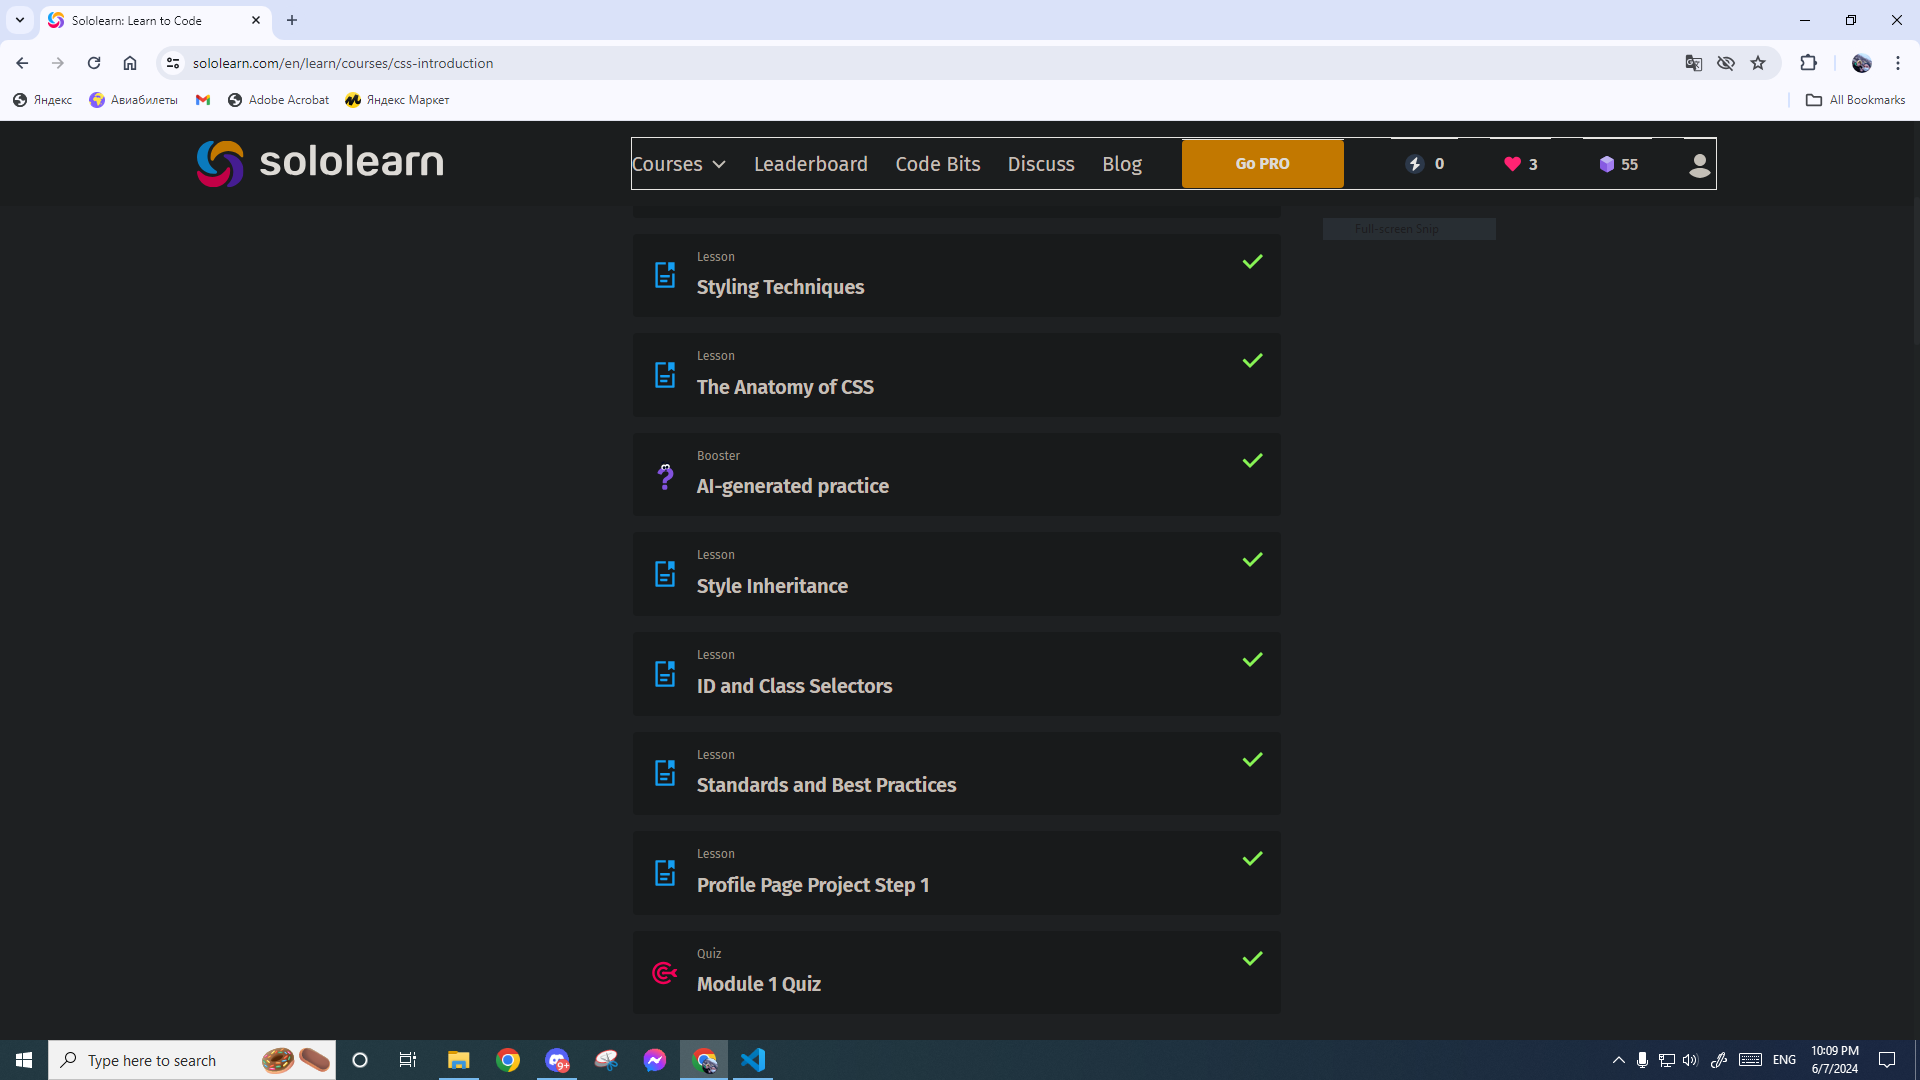 Sololearn: Learn to Code
sololearn.com/en/learn/courses/css-introduction
Яндекс
Авиабилеты
Adobe Acrobat
Яндекс Маркет
All Bookmarks
sololearn
Courses
Leaderboard
Code Bits
Discuss
Blog
Go PRO
0
3
55
Full-screen Snip
Lesson
Styling Techniques
Lesson
The Anatomy of CSS
Booster
AI-generated practice
Lesson
Style Inheritance
Lesson
ID and Class Selectors
Lesson
Standards and Best Practices
Lesson
Profile Page Project Step 1
Quiz
Module 1 Quiz
Type here to search
9+
ENG
10:09 PM
6/7/2024